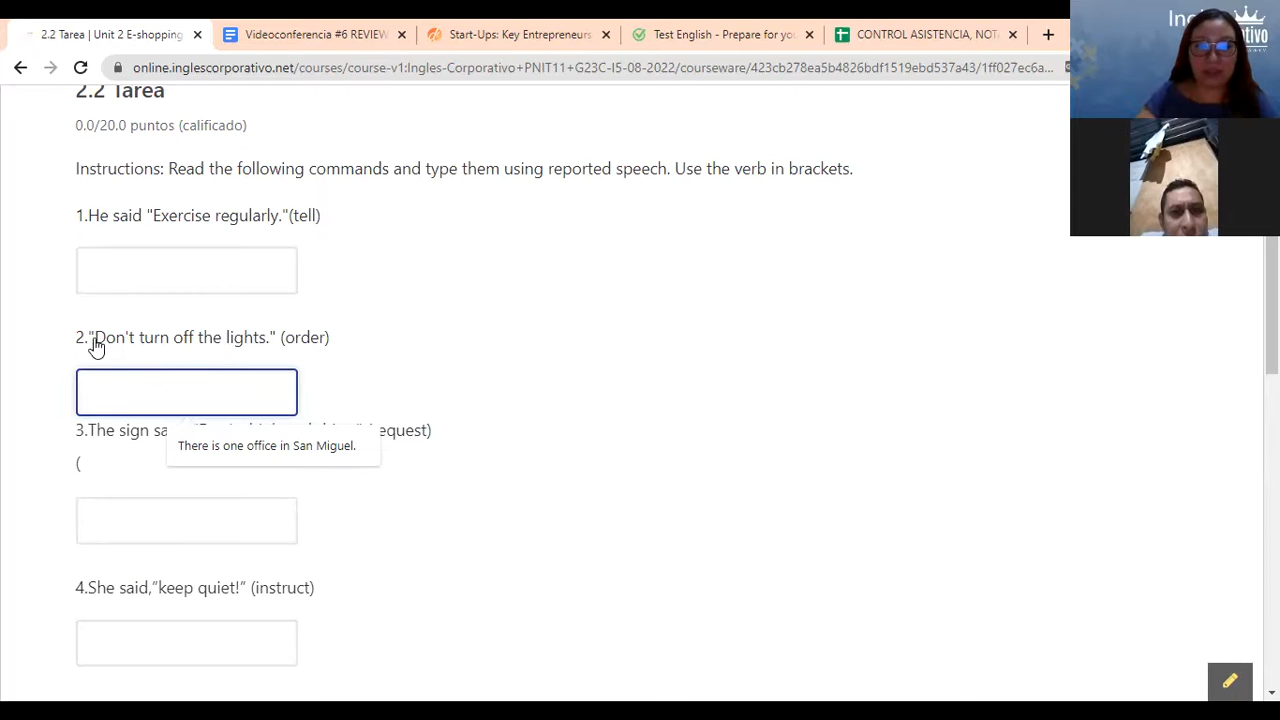 2.2 Tarea | Unit 2 E-shopping
Videoconferencia #6 REVIEW
Start-Ups: Key Entrepreneurs
Test English - Prepare for yo
CONTROL ASISTENCIA, NOT
online.inglescorporativo.net/courses/course-v1:Ingles-Corporativo+PNIT11+G23C-I5-08-2022/courseware/423cb278ea5b4826bdf1519ebd537a43/1ff027ec6a...
2.2 Tarea
0.0/20.0 puntos (calificado)
Instructions: Read the following commands and type them using reported speech. Use the verb in brackets.
1.He said "Exercise regularly."(tell)
2."Don't turn off the lights." (order)
3.The sign sa
equest)
There is one office in San Miguel.
(
4.She said,"keep quiet!" (instruct)